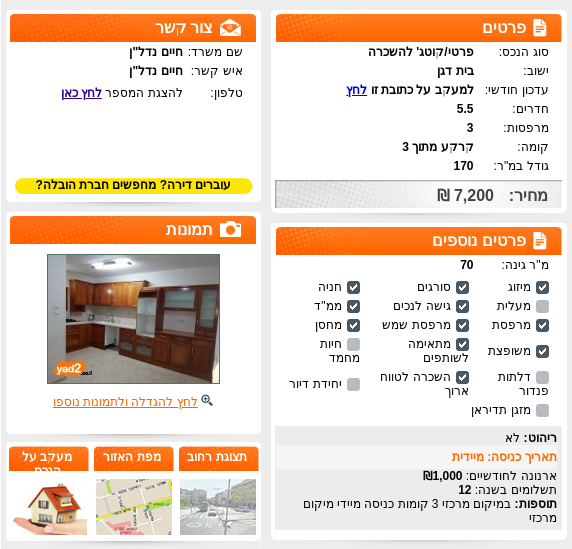 פרטים
סוג הנכס: פרטי/קוטג' להשכרה
ישוב: בית דגן
עדכון חודשי: למעקב על כתובת זו לחץ
חדרים: 5.5
מרפסות: 3
קומה: קרקע מתוך 3
גודל במ"ר: 170
מחיר: 7,200 ₪
פרטים נוספים
מ"ר גינה: 70
מיזוג סורגים חניה
מעלית גישה לנכים ממ"ד
מרפסת מרפסת שמש מחסן
משופצת מתאימה לשותפים חיות מחמד
דלתות פנדור השכרה לטווח ארוך יחידת דיור
מזגן תדיראן
ריהוט: לא
תאריך כניסה: מיידית
ארנונה לחודשיים: 1,000₪
תשלומים בשנה: 12
תוספות: במיקום מרכזי 3 קומות כניסה מיידי מיקום
מרכזי
צור קשר
שם משרד: חיים נדל"ן
איש קשר: חיים נדל"ן
טלפון: להצגת המספר לחץ כאן
עוברים דירה? מחפשים חברת הובלה?
תמונות
yad2.co.il
לחץ להגדלה ולתמונות נוספו
תצוגת רחוב
מפת האזור
מעקב על
הנכס